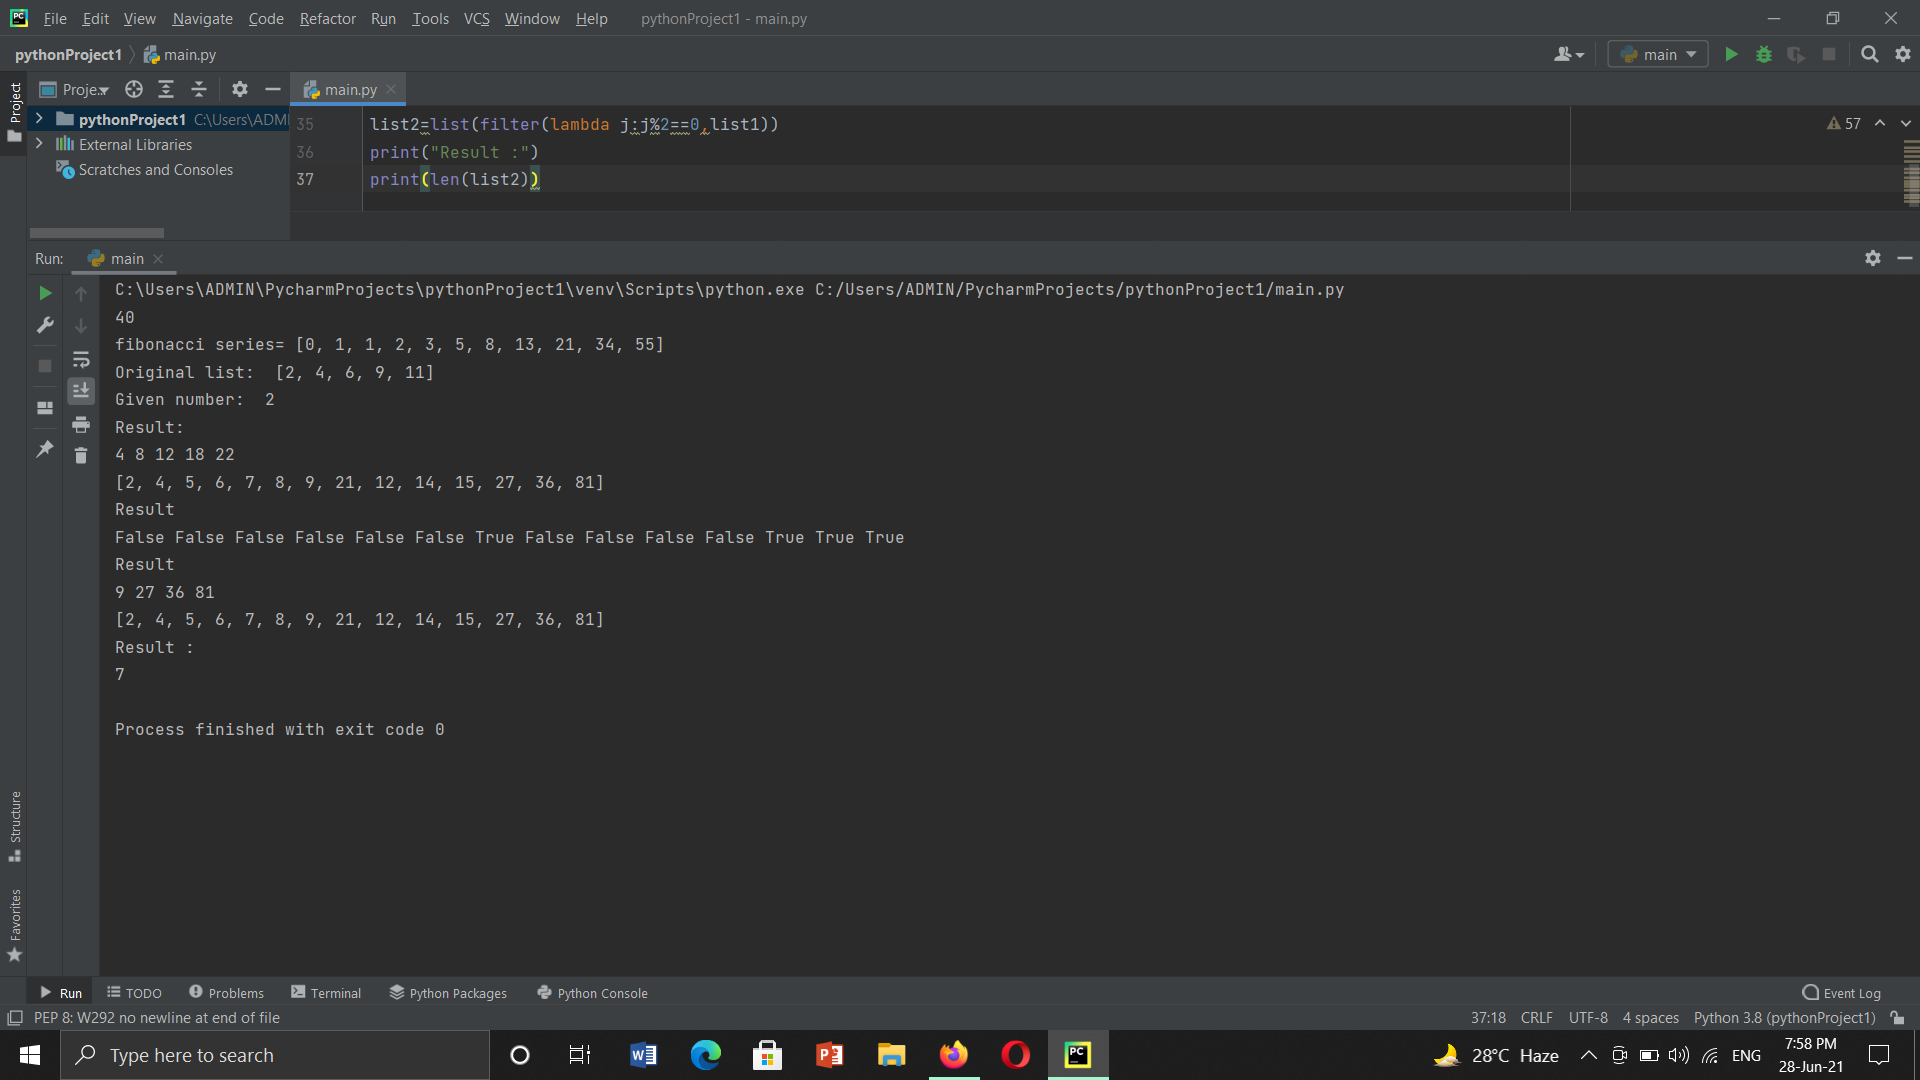 File Edit View Navigate Code Refactor Run Tools VCS Window Help pythonProject1 - main.py
pythonProject1 main.py main
Project
Proje... main.py
pythonProject1 C:\Users\ADMI
External Libraries
Scratches and Consoles
35 list2=list(filter(lambda j:j%2==0,list1))
36 print("Result :")
37 print(len(list2))
57
Run: main
C:\Users\ADMIN\PycharmProjects\pythonProject1\venv\Scripts\python.exe C:/Users/ADMIN/PycharmProjects/pythonProject1/main.py
40
fibonacci series= [0, 1, 1, 2, 3, 5, 8, 13, 21, 34, 55]
Original list:  [2, 4, 6, 9, 11]
Given number:  2
Result:
4 8 12 18 22
[2, 4, 5, 6, 7, 8, 9, 21, 12, 14, 15, 27, 36, 81]
Result
False False False False False False True False False False False True True True
Result
9 27 36 81
[2, 4, 5, 6, 7, 8, 9, 21, 12, 14, 15, 27, 36, 81]
Result :
7
Process finished with exit code 0
Structure
Favorites
Run TODO Problems Terminal Python Packages Python Console Event Log
PEP 8: W292 no newline at end of file 37:18 CRLF UTF-8 4 spaces Python 3.8 (pythonProject1)
Type here to search 28°C Haze ENG 7:58 PM
28-Jun-21